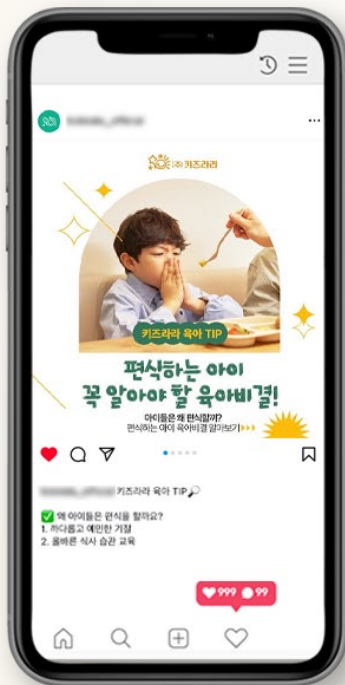 (주) 키즈라라
키즈라라 육아 TIP
편식하는 아이
꼭 알아야 할 육아비결!
아이들은 왜 편식할까?
편식하는 아이 육아비결 알아보기
키즈라라 육아 TIP
왜 아이들은 편식을 할까요?
1. 까다롭고 예민한 기질
2. 올바른 식사 습관 교육
999 99